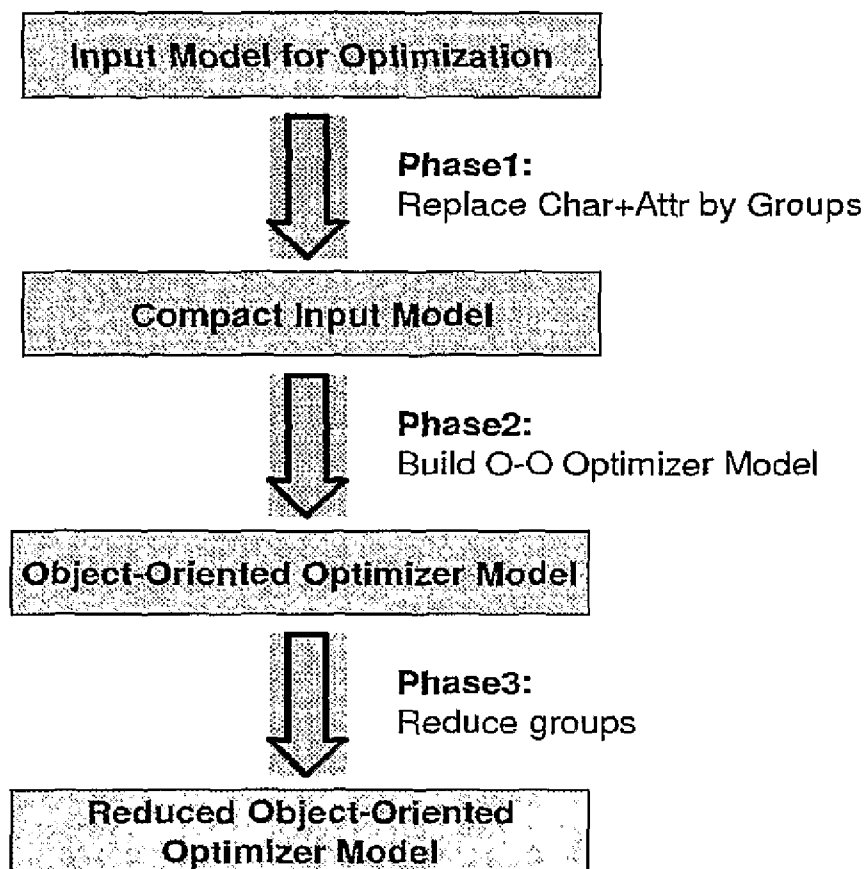 Input Model for Optimization
Phase1:
Replace Char+Attr by Groups
Compact Input Model
Phase2:
Build O-O Optimizer Model
Object-Oriented Optimizer Model
Phase3:
Reduce groups
Reduced Object-Oriented
Optimizer Model